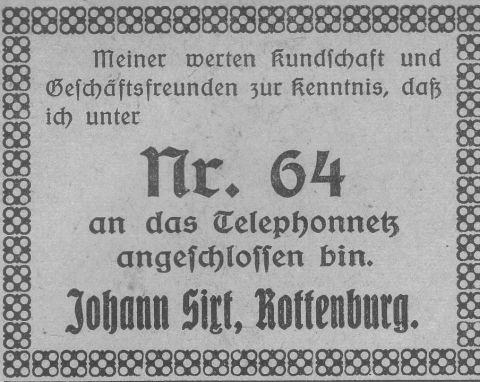 Meiner werten Kundschaft und
Geschäftsfreunden zur Kenntnis, daß
ich unter
Nr. 64
an das Telephonnetz
angeschlossen bin.
Johann Sixt, Rottenburg.